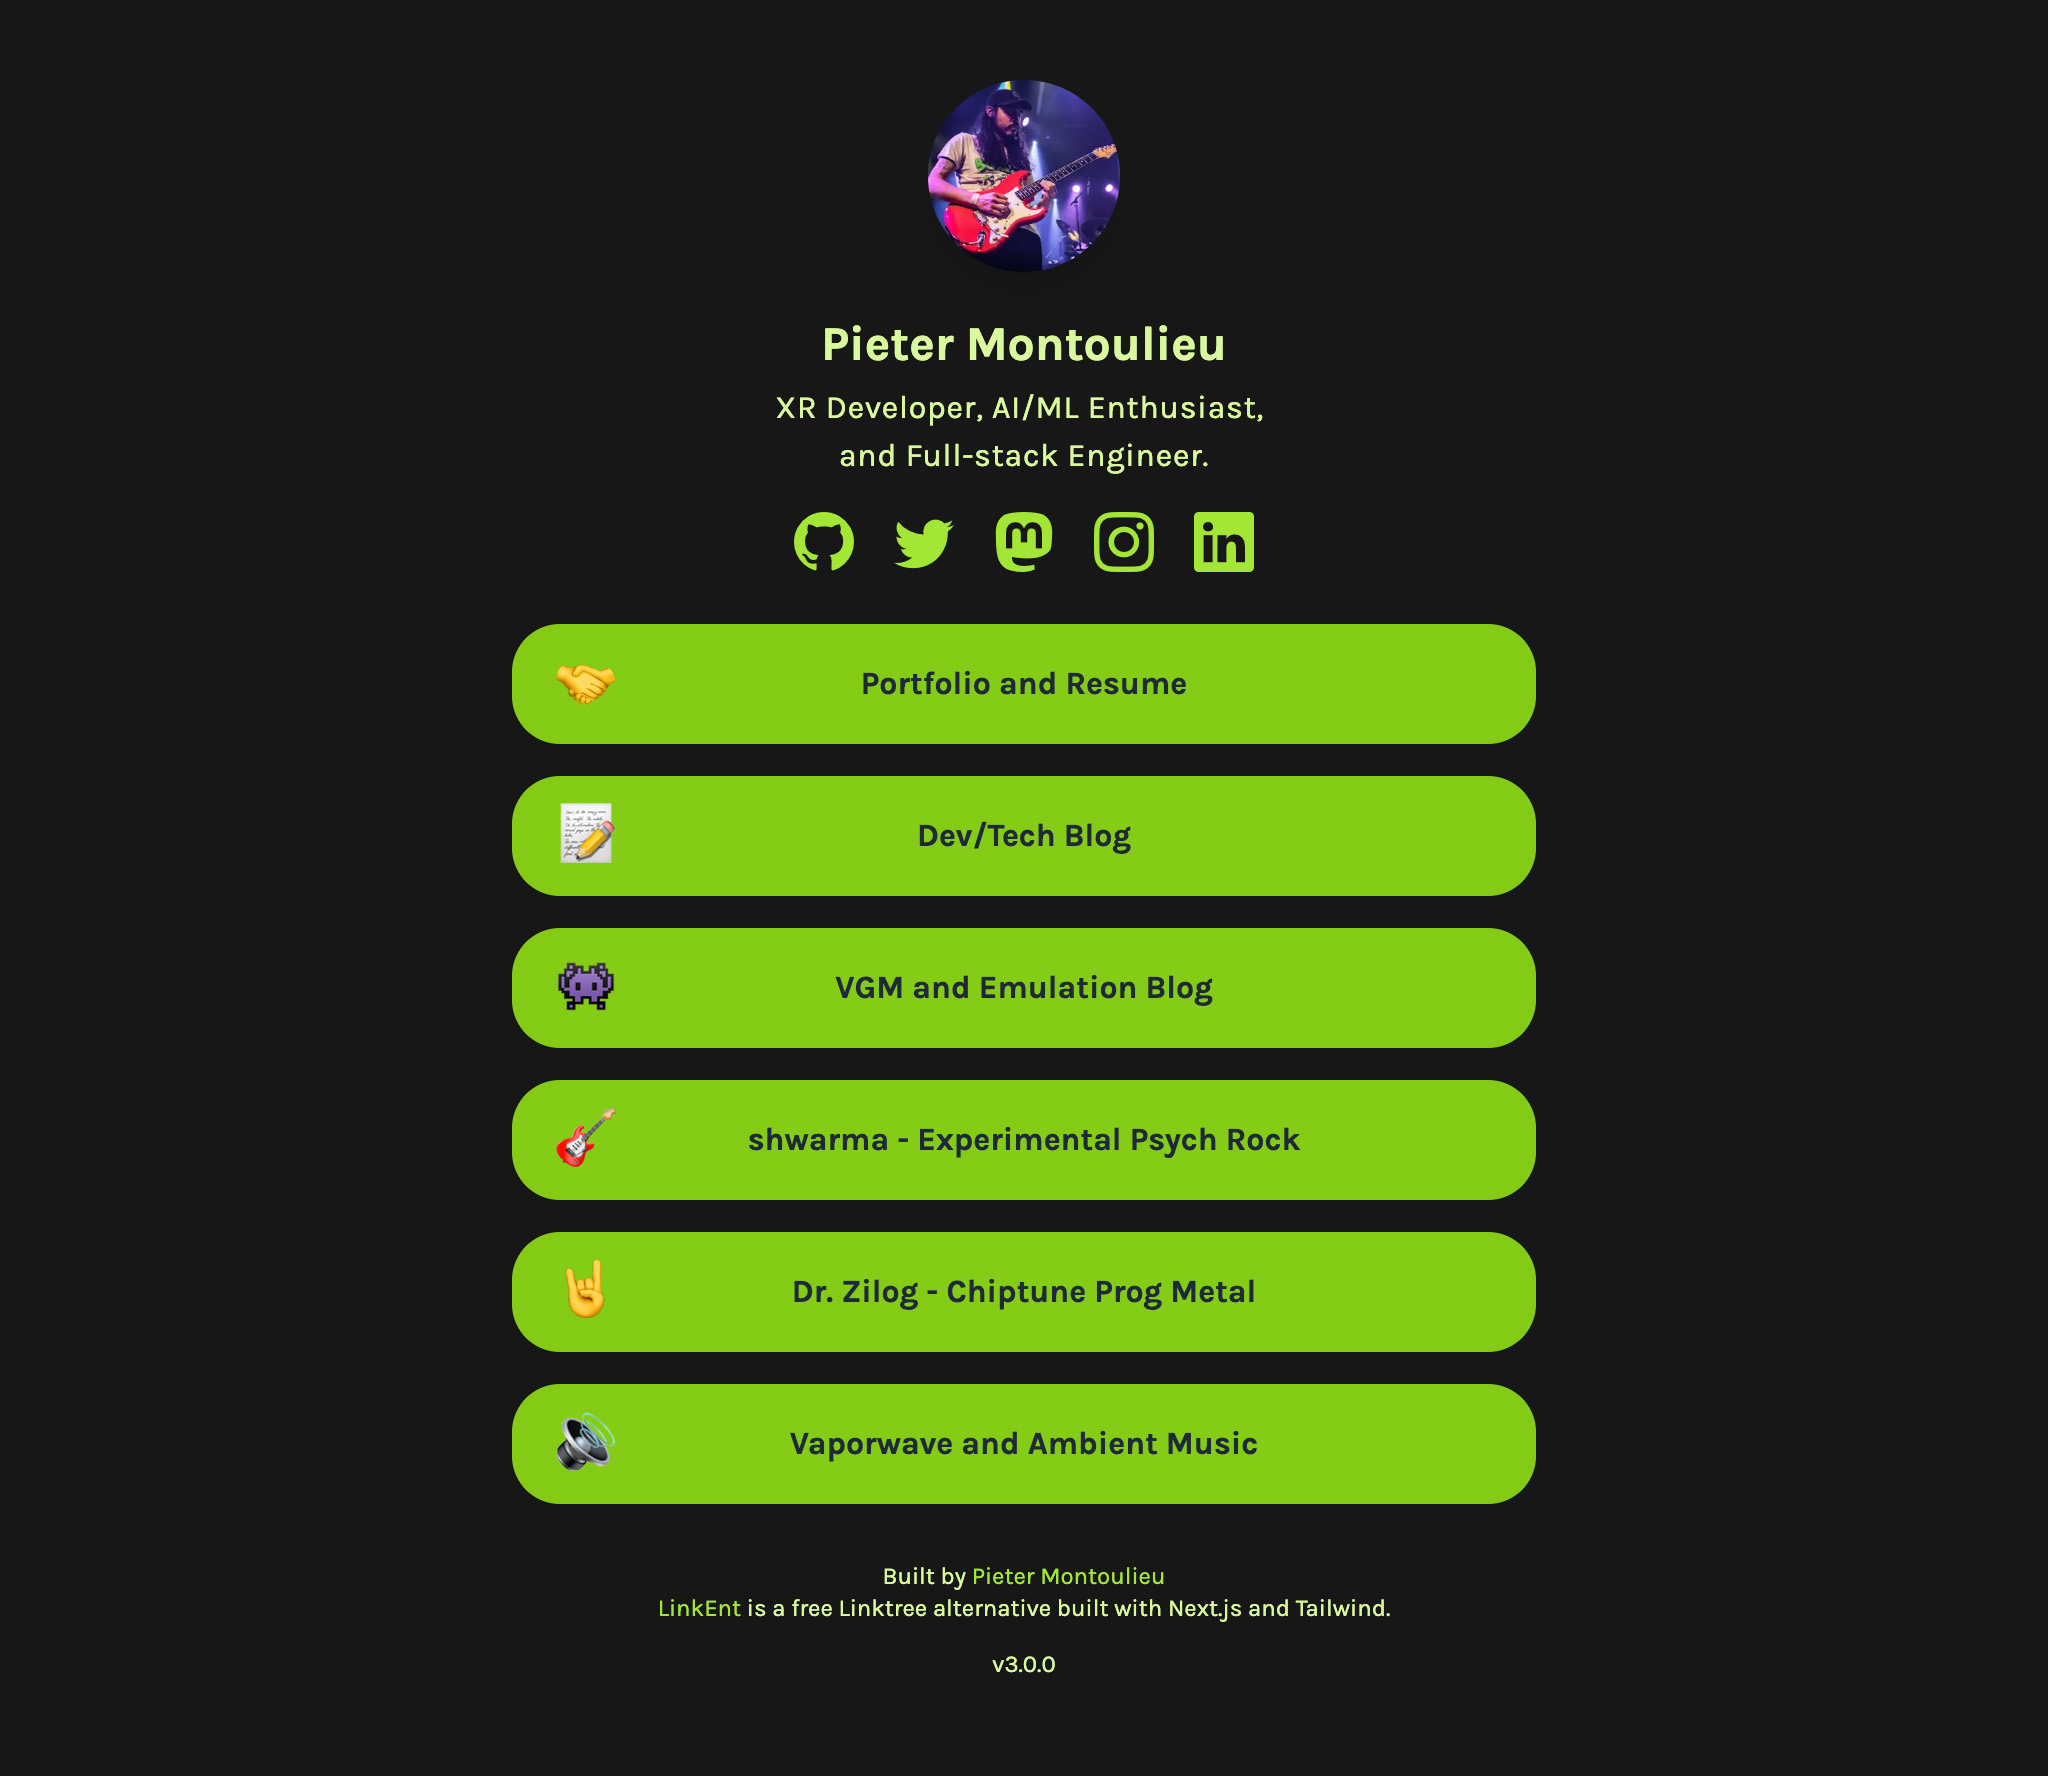 Pieter Montoulieu
XR Developer, AI/ML Enthusiast,
and Full-stack Engineer.
Portfolio and Resume
Dev/Tech Blog
VGM and Emulation Blog
shwarma - Experimental Psych Rock
Dr. Zilog - Chiptune Prog Metal
Vaporwave and Ambient Music
Built by Pieter Montoulieu
LinkEnt is a free Linktree alternative built with Next.js and Tailwind.
v3.0.0